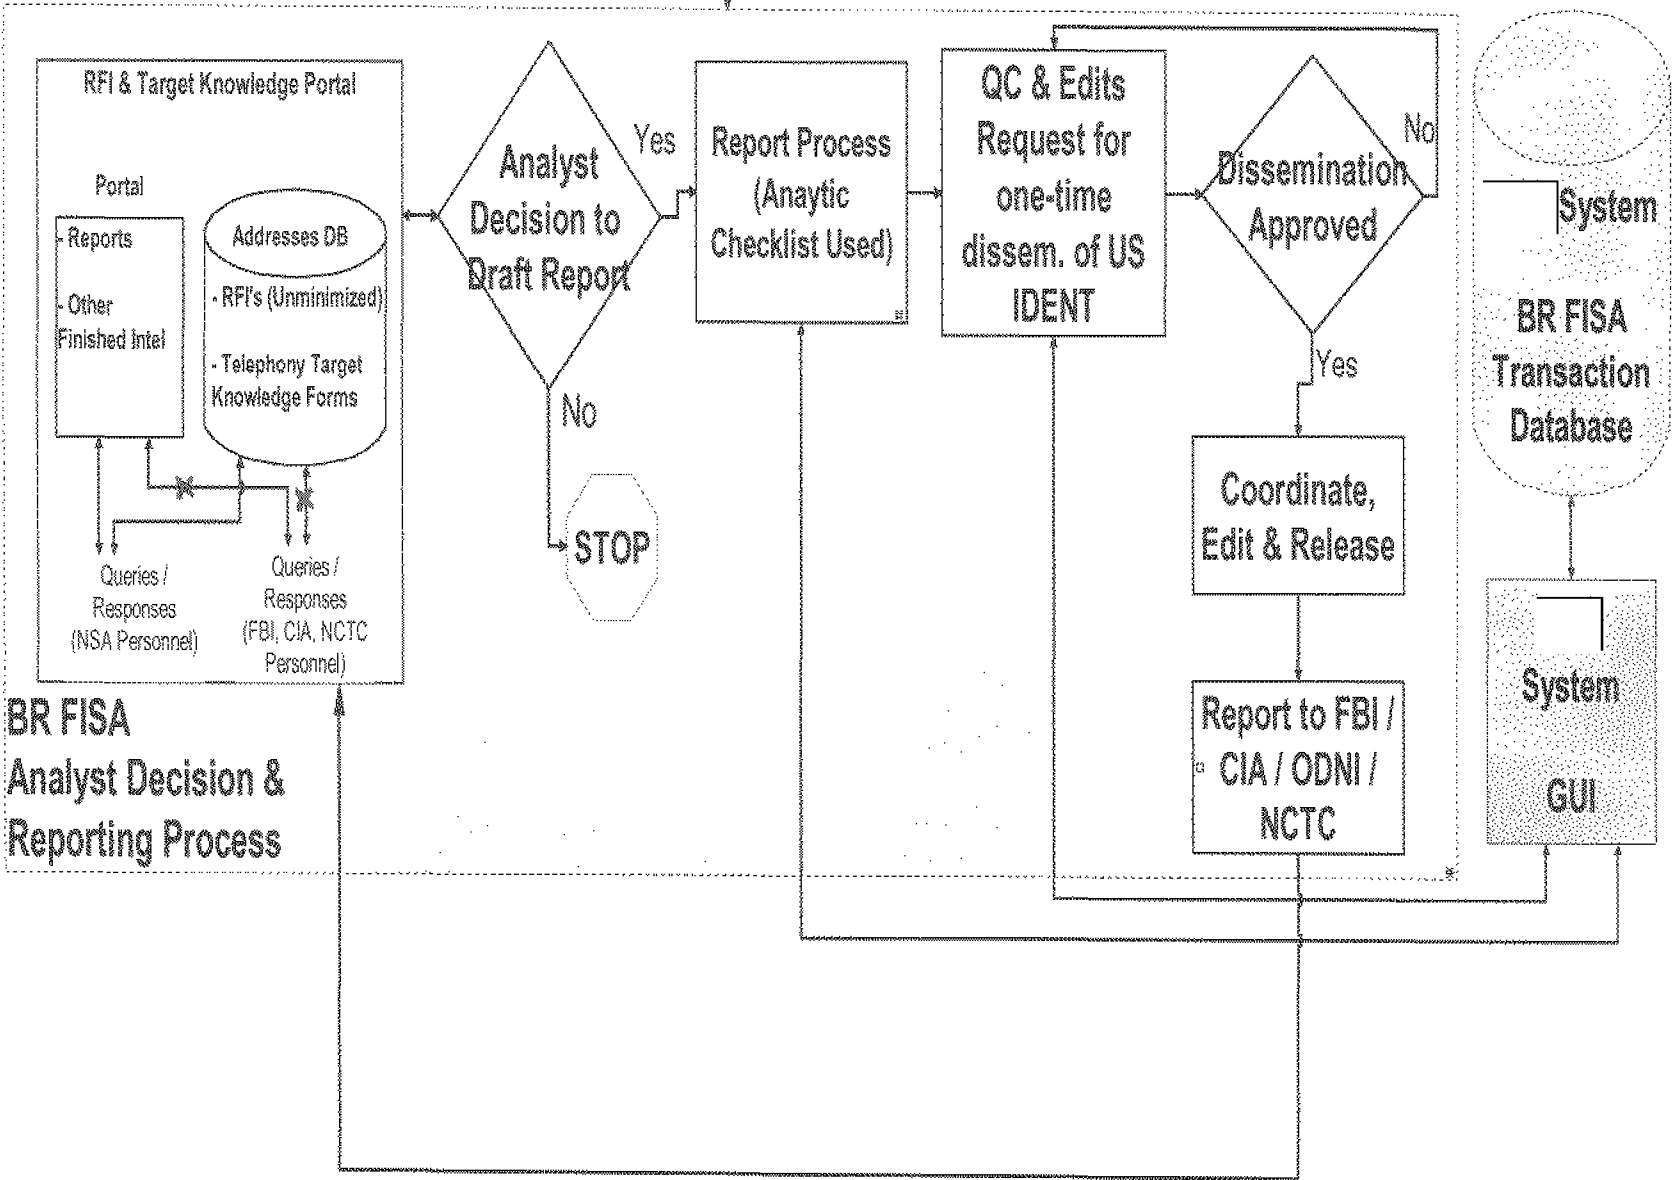 RFI & Target Knowledge Portal
Portal
- Reports
- Other
Finished Intel
Addresses DB
- RFI's (Unminimized)
- Telephony Target
Knowledge Forms
Queries /
Responses
(NSA Personnel)
Queries /
Responses
(FBI, CIA, NCTC
Personnel)
BR FISA
Analyst Decision &
Reporting Process
Analyst
Decision to
Draft Report
Yes
No
STOP
Report Process
(Anaytic
Checklist Used)
QC & Edits
Request for
one-time
dissem. of US
IDENT
Dissemination
Approved
No
Yes
Coordinate,
Edit & Release
Report to FBI /
CIA / ODNI /
NCTC
System
BR FISA
Transaction
Database
System
GUI